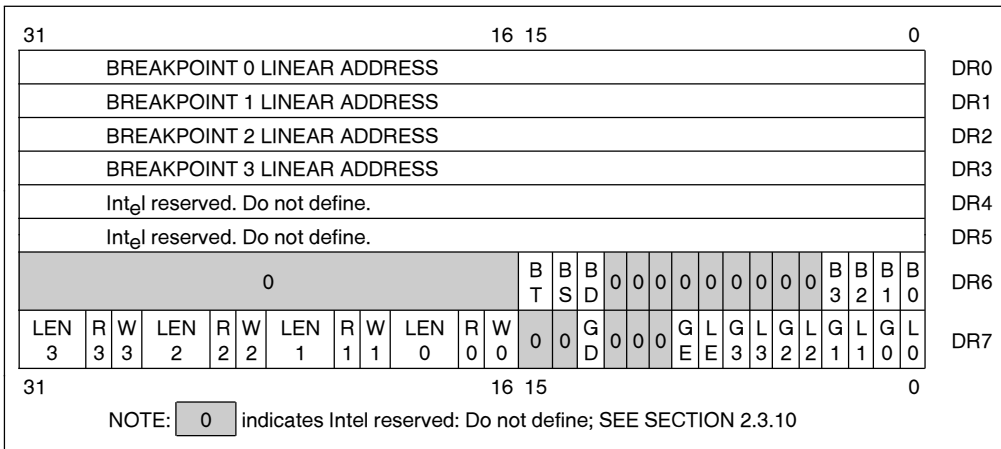 31 16 15 0
BREAKPOINT 0 LINEAR ADDRESS DR0
BREAKPOINT 1 LINEAR ADDRESS DR1
BREAKPOINT 2 LINEAR ADDRESS DR2
BREAKPOINT 3 LINEAR ADDRESS DR3
Intel reserved. Do not define. DR4
Intel reserved. Do not define. DR5
0 BT BS BD 0 0 0 0 0 0 0 0 0 B3 B2 B1 B0 DR6
LEN 3 R3 W3 LEN 2 R2 W2 LEN 1 R1 W1 LEN 0 R0 W0 0 0 GD 0 0 0 GE LE G3 L3 G2 L2 G1 L1 G0 L0 DR7
31 16 15 0
NOTE: 0 indicates Intel reserved: Do not define; SEE SECTION 2.3.10